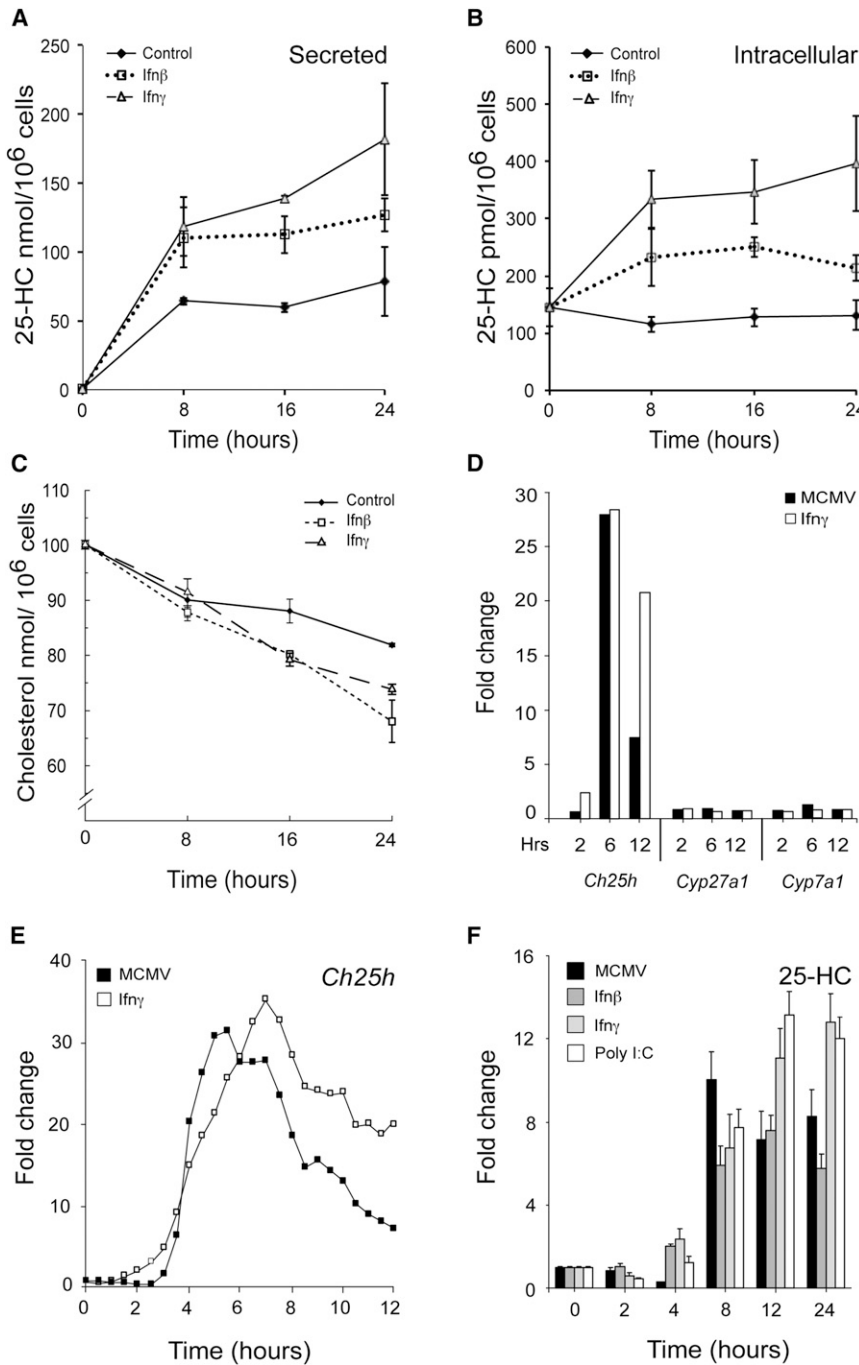 A
Secreted
Control
Ifnβ
Ifnγ
25-HC nmol/10⁶ cells
250
200
150
100
50
0
0 8 16 24
Time (hours)
B
Intracellular
Control
Ifnβ
Ifnγ
25-HC pmol/10⁶ cells
600
500
400
300
200
100
0
0 8 16 24
Time (hours)
C
Control
Ifnβ
Ifnγ
Cholesterol nmol/ 10⁶ cells
110
100
90
80
70
60
0 8 16 24
Time (hours)
D
MCMV
Ifnγ
Fold change
30
25
20
15
10
5
0
Hrs 2 6 12 2 6 12 2 6 12
Ch25h Cyp27a1 Cyp7a1
E
MCMV
Ifnγ
Ch25h
Fold change
40
30
20
10
0
0 2 4 6 8 10 12
Time (hours)
F
MCMV
Ifnβ
Ifnγ
Poly I:C
25-HC
Fold change
16
12
8
4
0
0 2 4 8 12 24
Time (hours)